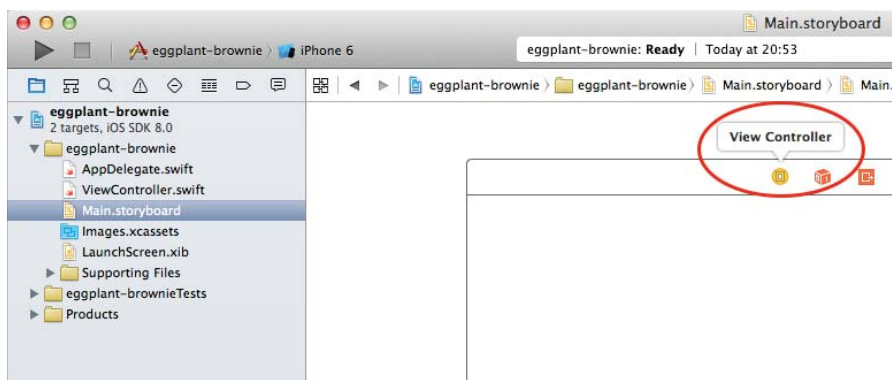 Main.storyboard
eggplant-brownie iPhone 6
eggplant-brownie: Ready | Today at 20:53
eggplant-brownie eggplant-brownie Main.storyboard Main.
eggplant-brownie
2 targets, iOS SDK 8.0
eggplant-brownie
AppDelegate.swift
ViewController.swift
Main.storyboard
Images.xcassets
LaunchScreen.xib
Supporting Files
eggplant-brownieTests
Products
View Controller